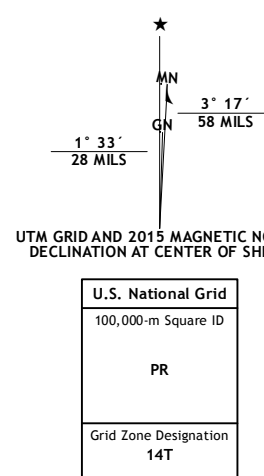 ★
MN
3° 17´
58 MILS
GN
1° 33´
28 MILS
UTM GRID AND 2015 MAGNETIC NO
DECLINATION AT CENTER OF SHE
U.S. National Grid
100,000-m Square ID
PR
Grid Zone Designation
14T